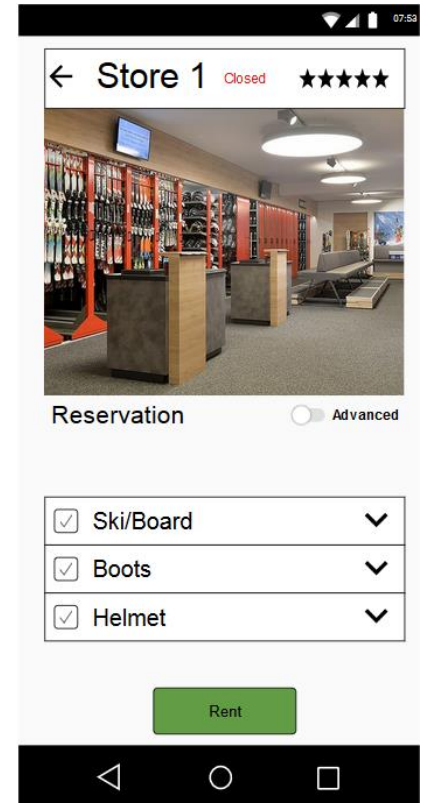 07:53
Store 1 Closed ★★★★★
Reservation Advanced
Ski/Board
Boots
Helmet
Rent